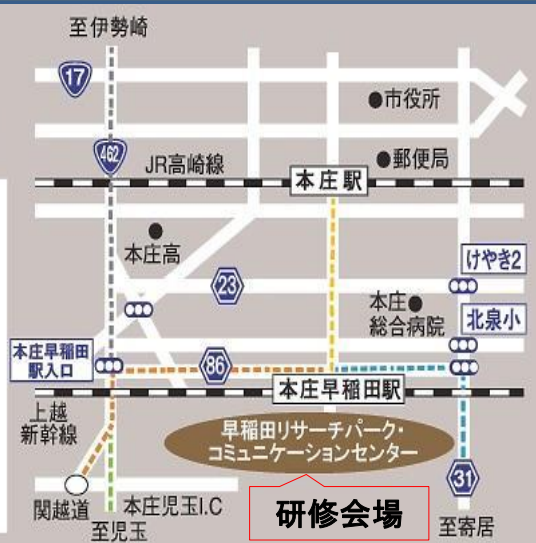 至伊勢崎
17
●市役所
462
JR高崎線
●郵便局
本庄駅
本庄高
けやき2
23
本庄●
総合病院
北泉小
本庄早稲田
駅入口
86
本庄早稲田駅
上越
新幹線
早稲田リサーチパーク・
コミュニケーションセンター
31
関越道
本庄児玉I.C
研修会場
至児玉
至寄居